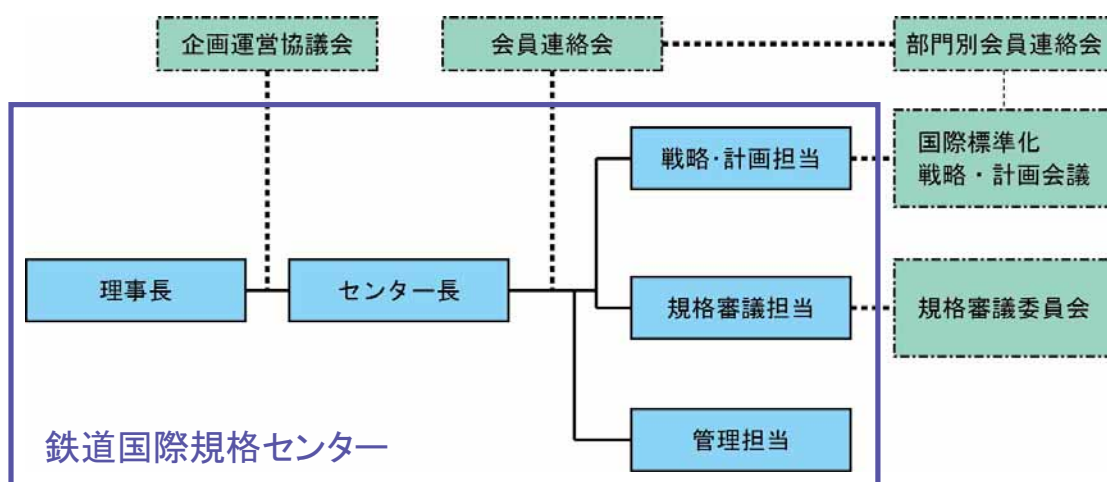 企画運営協議会
会員連絡会
部門別会員連絡会
戦略・計画担当
国際標準化
戦略・計画会議
理事長
センター長
規格審議担当
規格審議委員会
管理担当
鉄道国際規格センター